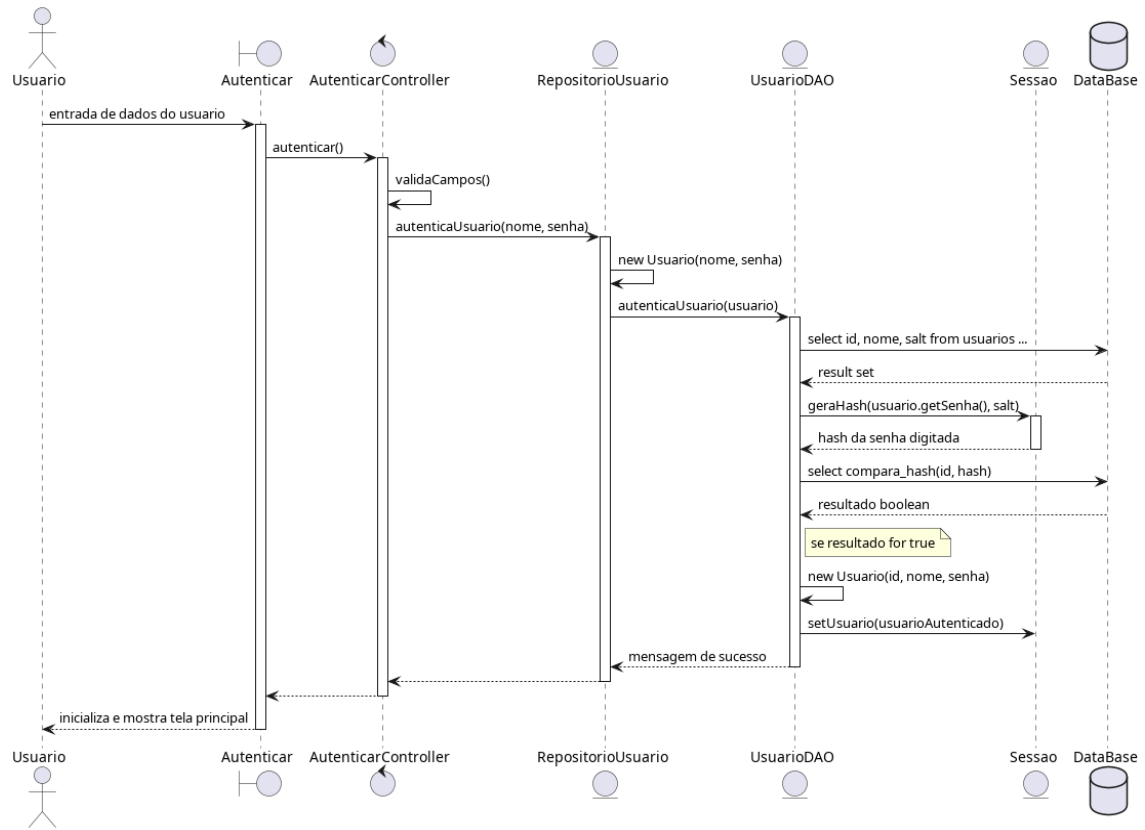 Usuario
Autenticar
AutenticarController
RepositorioUsuario
UsuarioDAO
Sessao
DataBase
entrada de dados do usuario
autenticar()
validaCampos()
autenticaUsuario(nome, senha)
new Usuario(nome, senha)
autenticaUsuario(usuario)
select id, nome, salt from usuarios ...
result set
geraHash(usuario.getSenha(), salt)
hash da senha digitada
select compara_hash(id, hash)
resultado boolean
se resultado for true
new Usuario(id, nome, senha)
setUsuario(usuarioAutenticado)
mensagem de sucesso
inicializa e mostra tela principal
Usuario
Autenticar
AutenticarController
RepositorioUsuario
UsuarioDAO
Sessao
DataBase